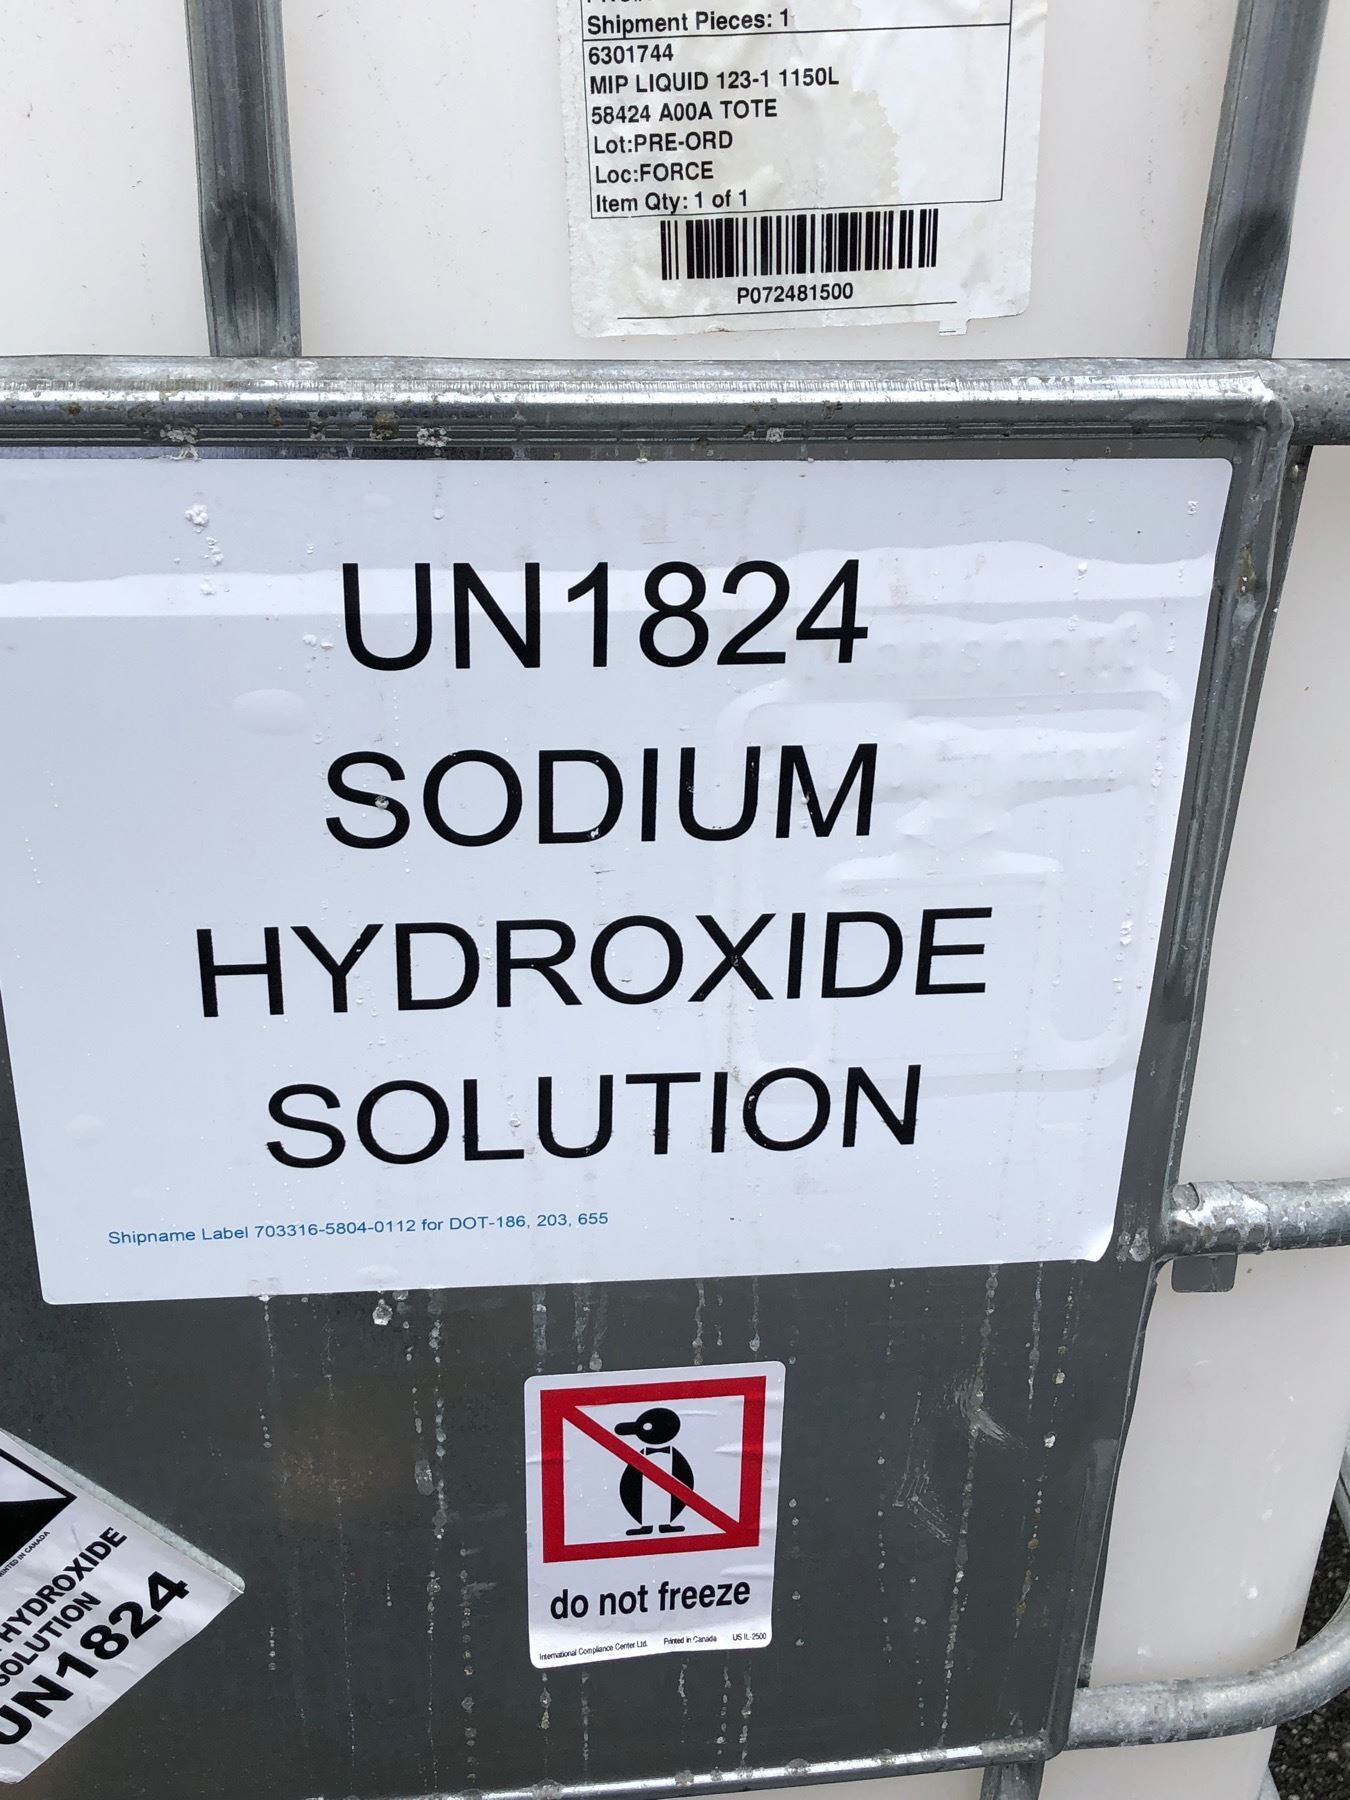 Shipment Pieces: 1
6301744
MIP LIQUID 123-1 1150L
58424 A00A TOTE
Lot:PRE-ORD
Loc:FORCE
Item Qty: 1 of 1
P072481500
UN1824
SODIUM
HYDROXIDE
SOLUTION
Shipname Label 703316-5804-0112 for DOT-186, 203, 655
do not freeze
International Compliance Center Ltd. Printed in Canada US IL-2500
IN CANADA
HYDROXIDE
SOLUTION
UN1824